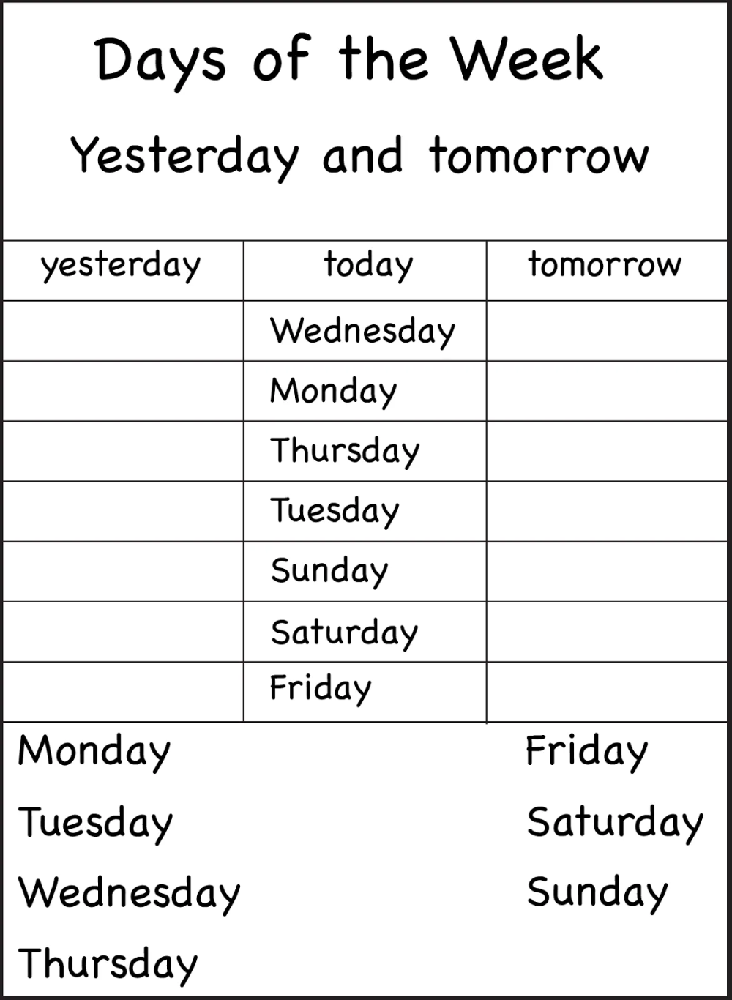 Days of the Week
Yesterday and tomorrow
yesterday today tomorrow
Wednesday
Monday
Thursday
Tuesday
Sunday
Saturday
Friday
Monday Friday
Tuesday Saturday
Wednesday Sunday
Thursday